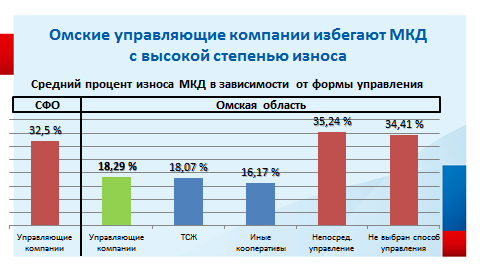 Омские управляющие компании избегают МКД
с высокой степенью износа
Средний процент износа МКД в зависимости от формы управления
СФО
Омская область
32,5 %
18,29 %
18,07 %
16,17 %
35,24 %
34,41 %
Управляющие
компании
Управляющие
компании
ТСЖ
Иные
кооперативы
Непосред.
управление
Не выбран способ
управления